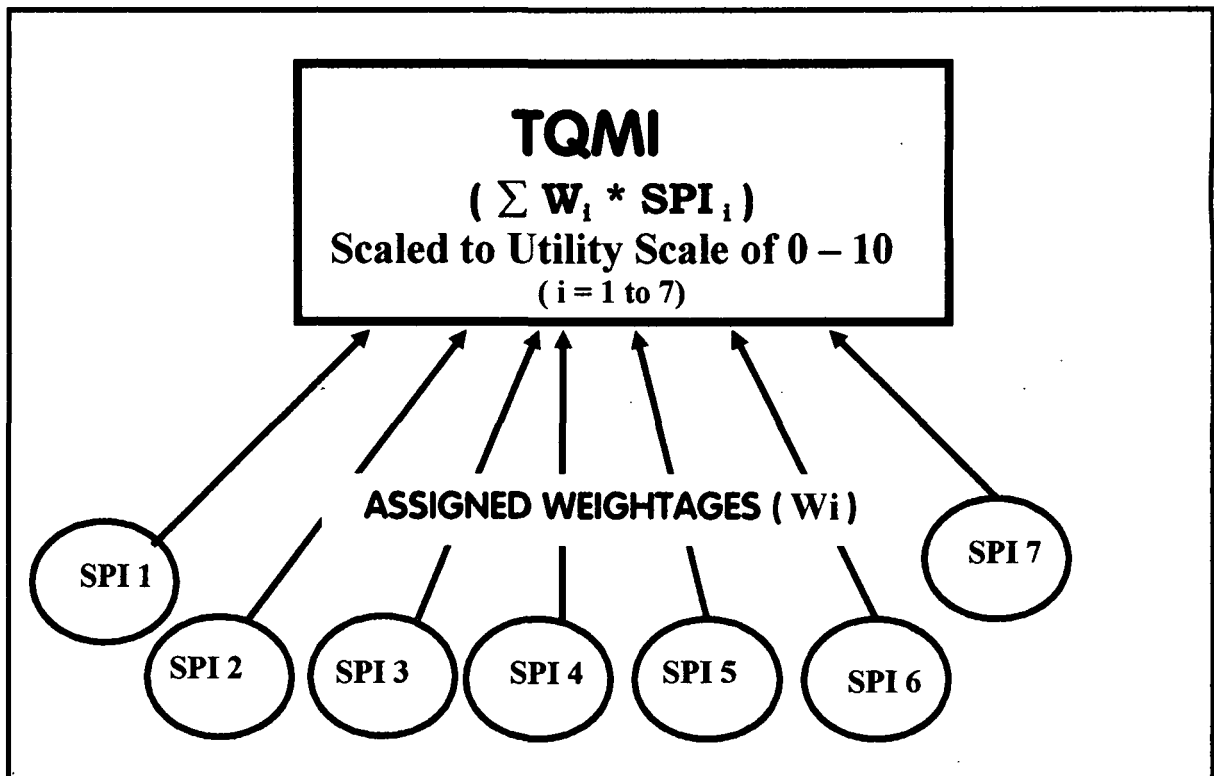 TQMI
( ∑ Wi * SPI i )
Scaled to Utility Scale of 0 – 10
( i = 1 to 7)
ASSIGNED WEIGHTAGES ( Wi )
SPI 1
SPI 2
SPI 3
SPI 4
SPI 5
SPI 6
SPI 7